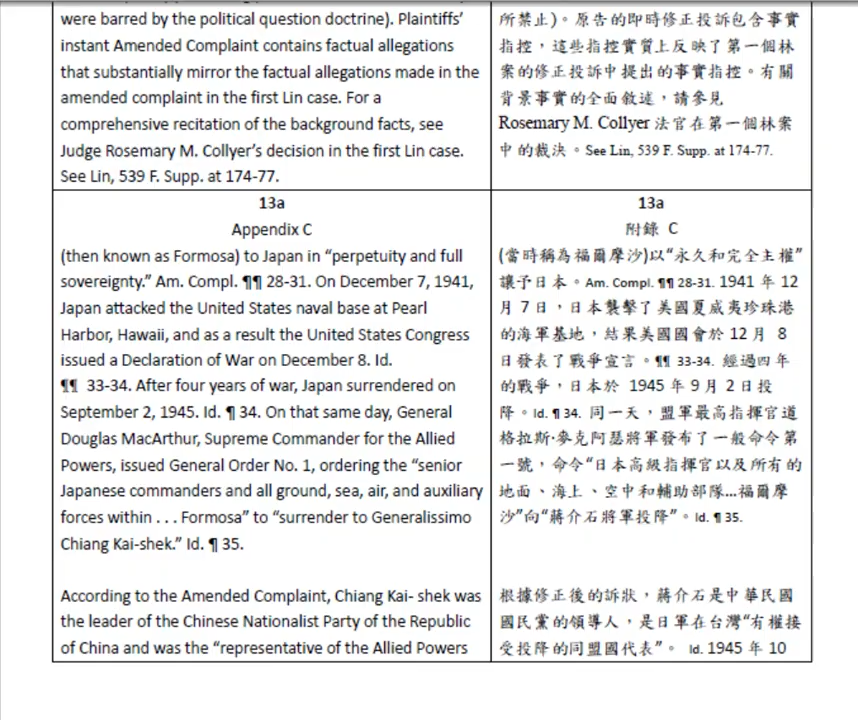 were barred by the political question doctrine). Plaintiffs’
instant Amended Complaint contains factual allegations
that substantially mirror the factual allegations made in the
amended complaint in the first Lin case. For a
comprehensive recitation of the background facts, see
Judge Rosemary M. Collyer’s decision in the first Lin case.
See Lin, 539 F. Supp. at 174-77.
所禁止)。原告的即時修正投訴包含事實
指控，這些指控實質上反映了第一個林
案的修正投訴中提出的事實指控。有關
背景事實的全面敘述，請參見
Rosemary M. Collyer 法官在第一個林案
中的裁決。See Lin, 539 F. Supp. at 174-77.
13a
Appendix C
(then known as Formosa) to Japan in “perpetuity and full
sovereignty.” Am. Compl. ¶¶ 28-31. On December 7, 1941,
Japan attacked the United States naval base at Pearl
Harbor, Hawaii, and as a result the United States Congress
issued a Declaration of War on December 8. Id.
¶¶ 33-34. After four years of war, Japan surrendered on
September 2, 1945. Id. ¶ 34. On that same day, General
Douglas MacArthur, Supreme Commander for the Allied
Powers, issued General Order No. 1, ordering the “senior
Japanese commanders and all ground, sea, air, and auxiliary
forces within . . . Formosa” to “surrender to Generalissimo
Chiang Kai-shek.” Id. ¶ 35.
According to the Amended Complaint, Chiang Kai- shek was
the leader of the Chinese Nationalist Party of the Republic
of China and was the “representative of the Allied Powers
13a
附錄 C
(當時稱為福爾摩沙)以“永久和完全主權”
讓予日本。Am. Compl. ¶¶ 28-31. 1941 年 12
月 7 日，日本襲擊了美國夏威夷珍珠港
的海軍基地，結果美國國會於 12 月 8
日發表了戰爭宣言。¶¶ 33-34. 經過四年
的戰爭，日本於 1945 年 9 月 2 日投
降。Id. ¶ 34. 同一天，盟軍最高指揮官道
格拉斯·麥克阿瑟將軍發布了一般命令第
一號，命令“日本高級指揮官以及所有的
地面、海上、空中和輔助部隊…福爾摩
沙”向“蔣介石將軍投降”。Id. ¶ 35.
根據修正後的訴狀，蔣介石是中華民國
國民黨的領導人，是日軍在台灣“有權接
受投降的同盟國代表”。 Id. 1945 年 10